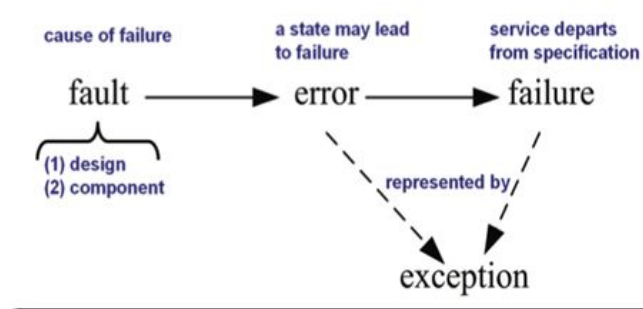 cause of failure
a state may lead
to failure
service departs
from specification
fault
error
failure
(1) design
(2) component
represented by
exception